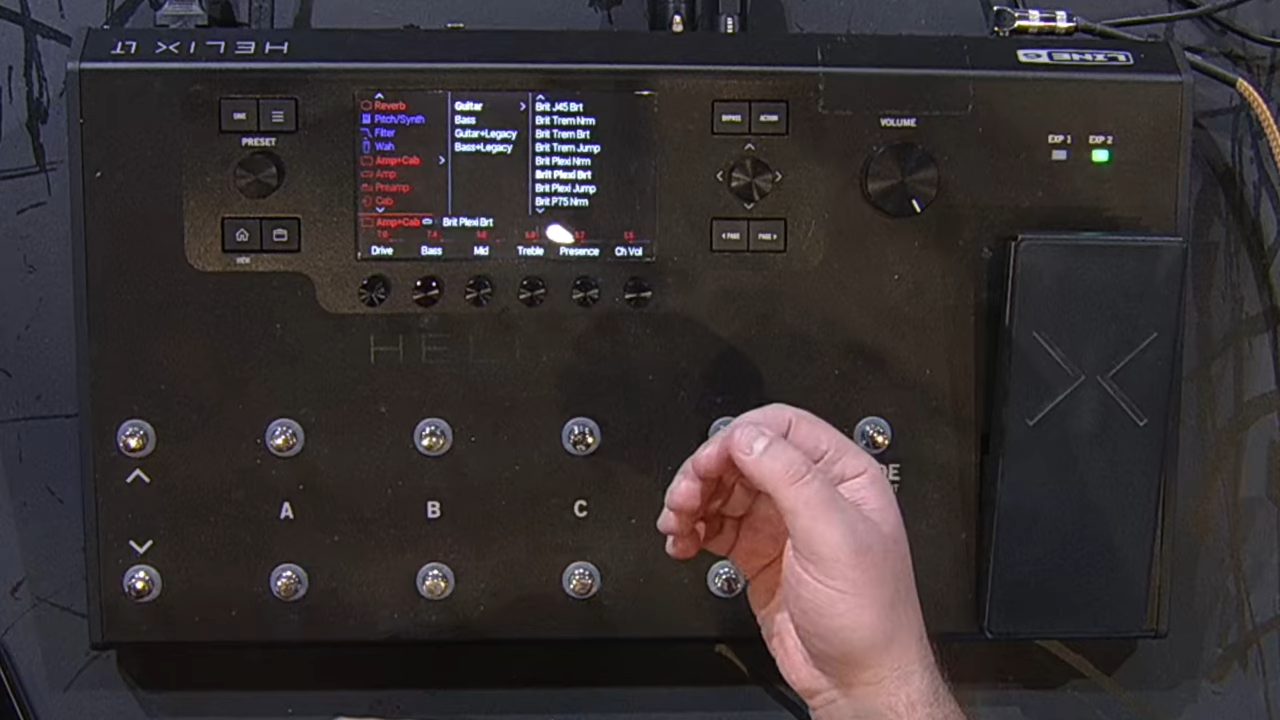 HELIX LT
LINE 6
SAVE
PRESET
VIEW
Reverb
Pitch/Synth
Filter
Wah
Amp+Cab
Amp
Preamp
Cab
Guitar
Bass
Guitar+Legacy
Bass+Legacy
Brit J45 Brt
Brit Trem Nrm
Brit Trem Brt
Brit Trem Jump
Brit Plexi Nrm
Brit Plexi Brt
Brit Plexi Jump
Brit P75 Nrm
Amp+Cab Brit Plexi Brt
Drive Bass Mid Treble Presence Ch Vol
BYPASS ACTION
< PAGE PAGE >
VOLUME
EXP 1 EXP 2
HELI
A B C